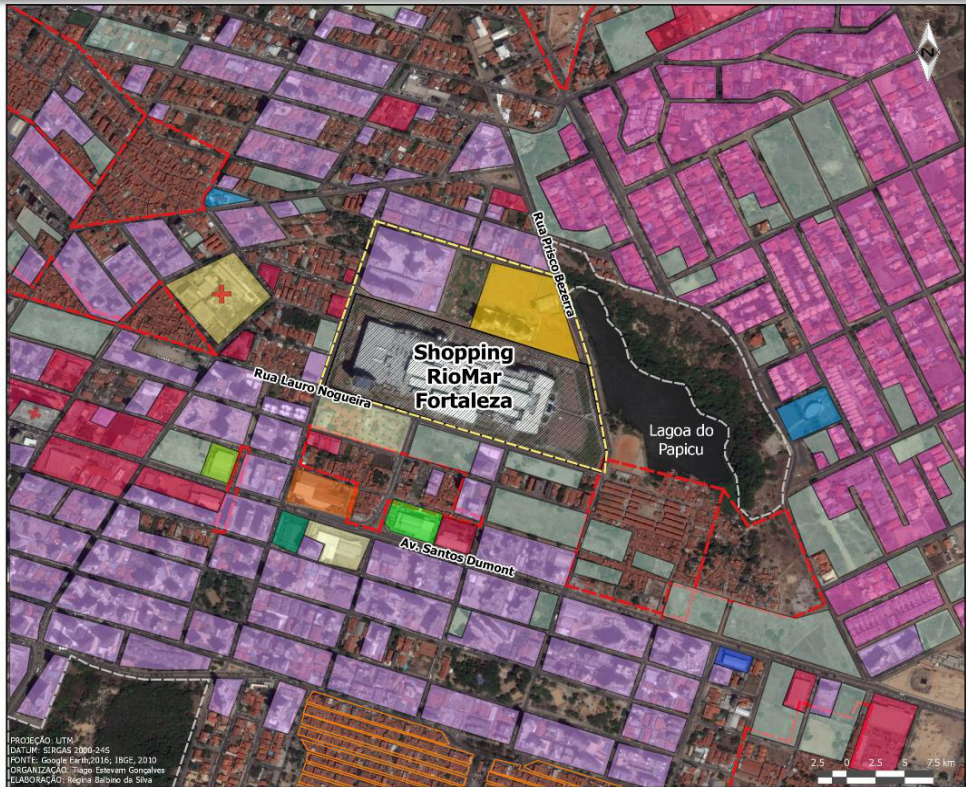 N
Rua Prisco Bezerra
Shopping
RioMar
Fortaleza
Rua Lauro Nogueira
Lagoa do
Papicu
Av. Santos Dumont
PROJEÇÃO: UTM
DATUM: SIRGAS 2000-24S
FONTE: Google Earth,2016; IBGE, 2010
ORGANIZAÇÃO: Tiago Estevam Gonçalves
ELABORAÇÃO: Regina Balbino da Silva
2.5 0 2.5 5 7.5 km